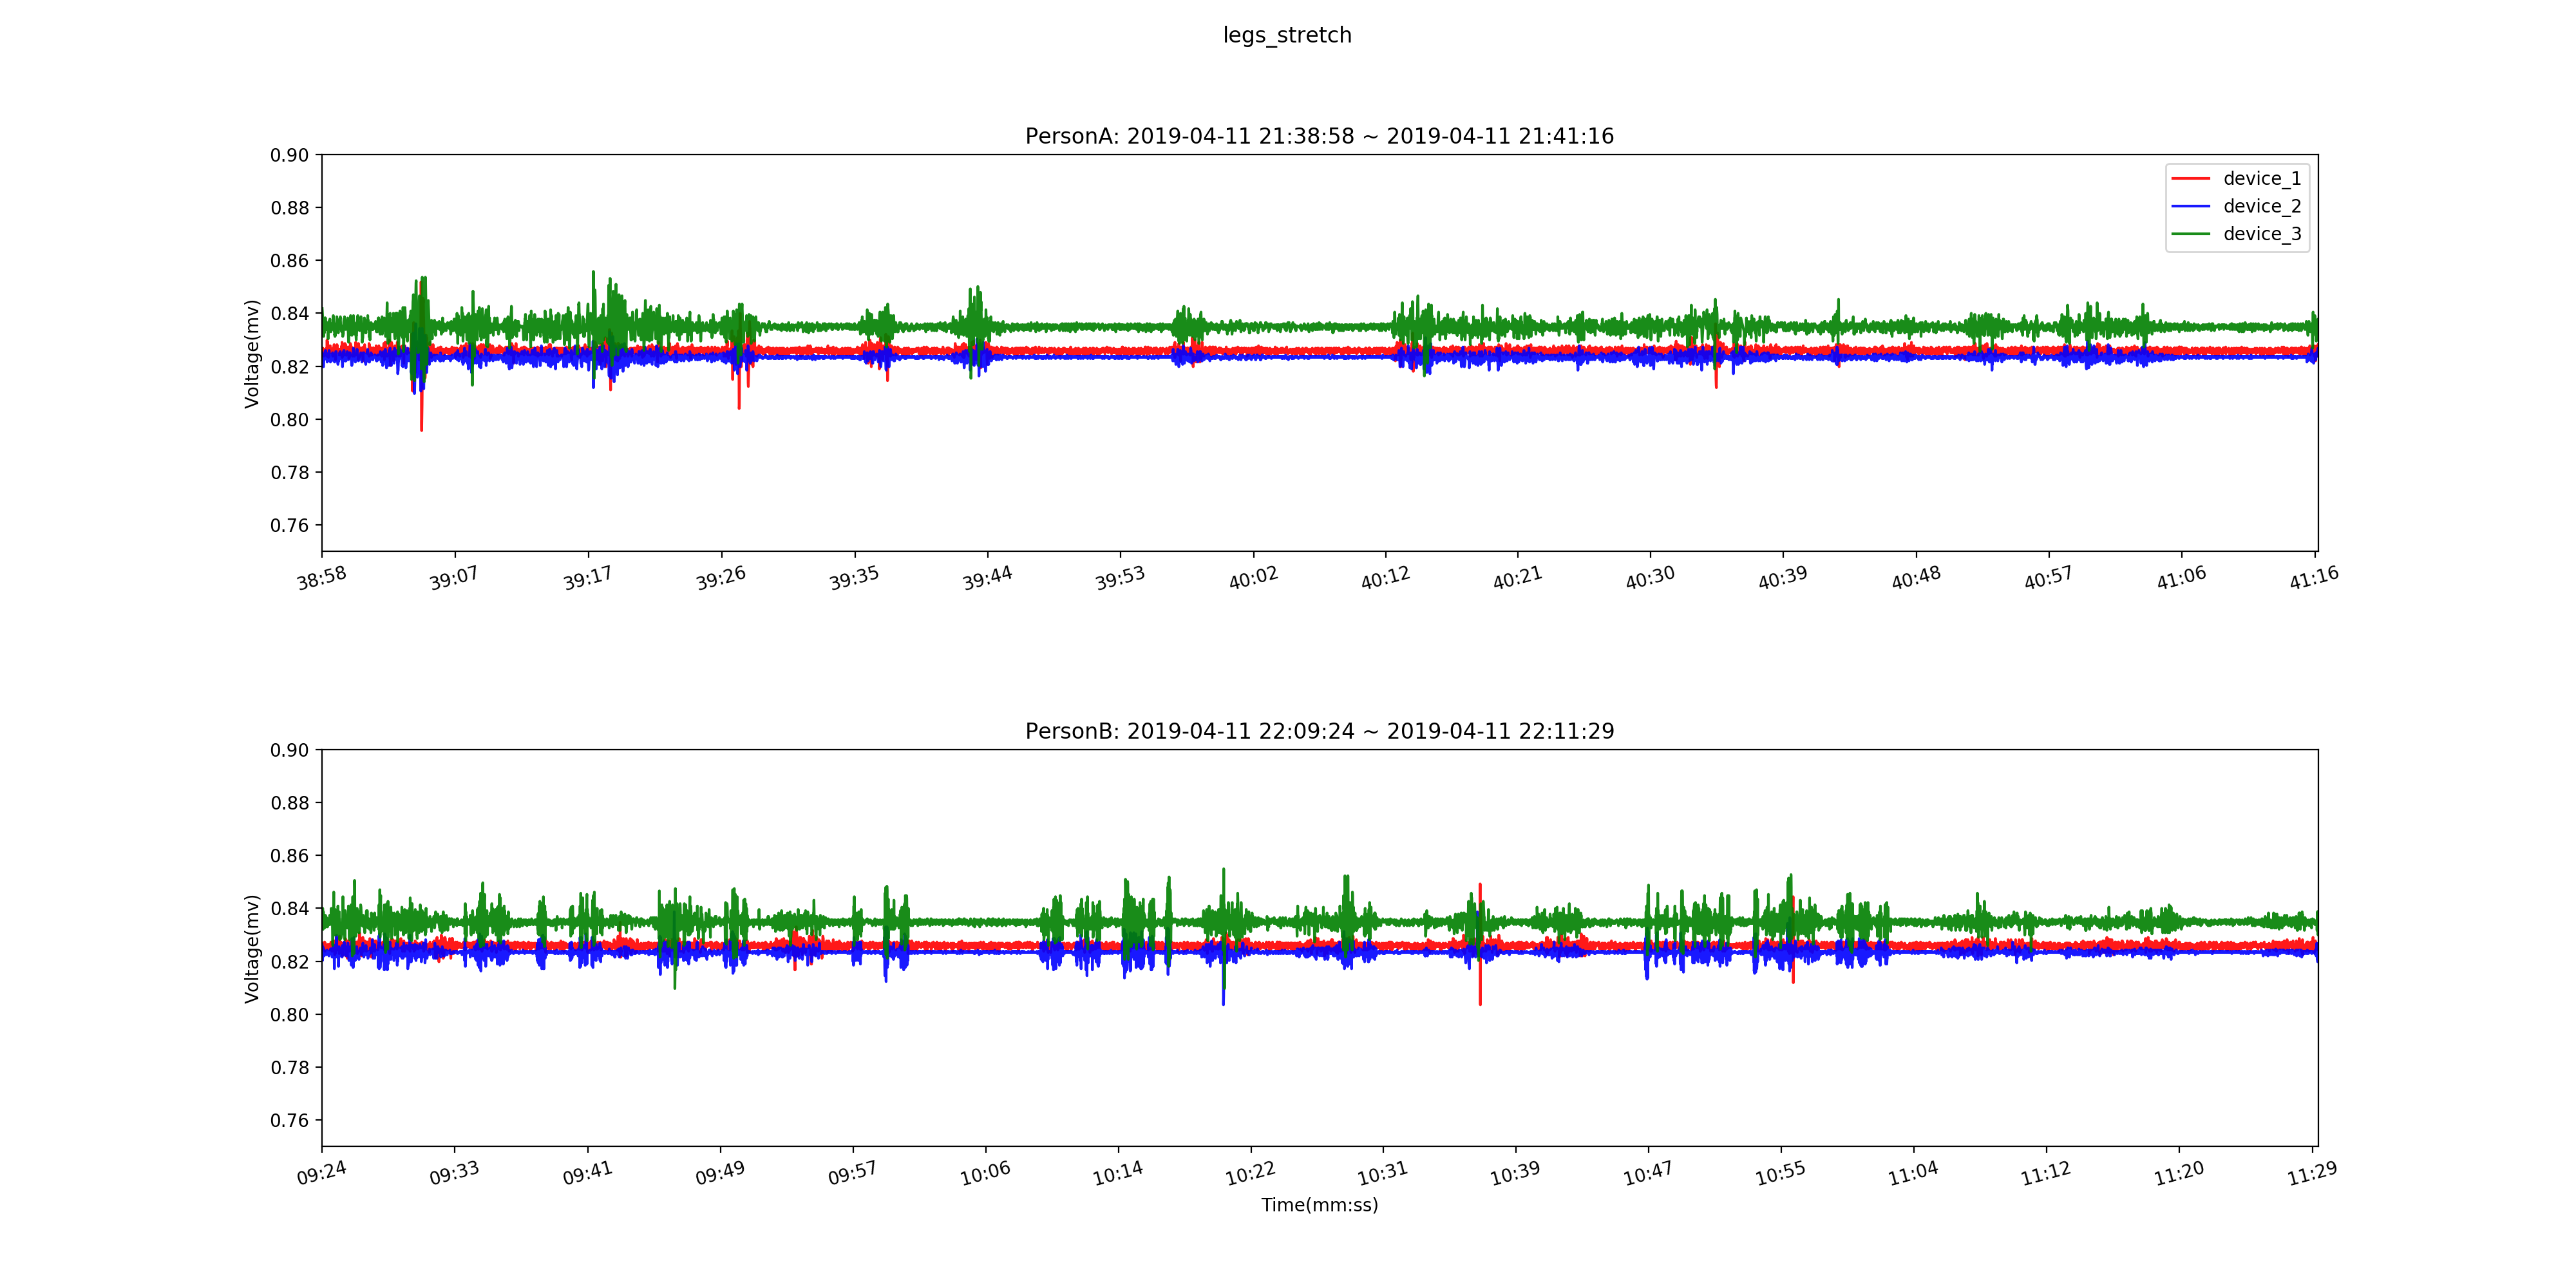 legs_stretch
PersonA: 2019-04-11 21:38:58 ~ 2019-04-11 21:41:16
Voltage(mv)
0.90
0.88
0.86
0.84
0.82
0.80
0.78
0.76
device_1
device_2
device_3
38:58 39:07 39:17 39:26 39:35 39:44 39:53 40:02 40:12 40:21 40:30 40:39 40:48 40:57 41:06 41:16
PersonB: 2019-04-11 22:09:24 ~ 2019-04-11 22:11:29
Voltage(mv)
0.90
0.88
0.86
0.84
0.82
0.80
0.78
0.76
09:24 09:33 09:41 09:49 09:57 10:06 10:14 10:22 10:31 10:39 10:47 10:55 11:04 11:12 11:20 11:29
Time(mm:ss)